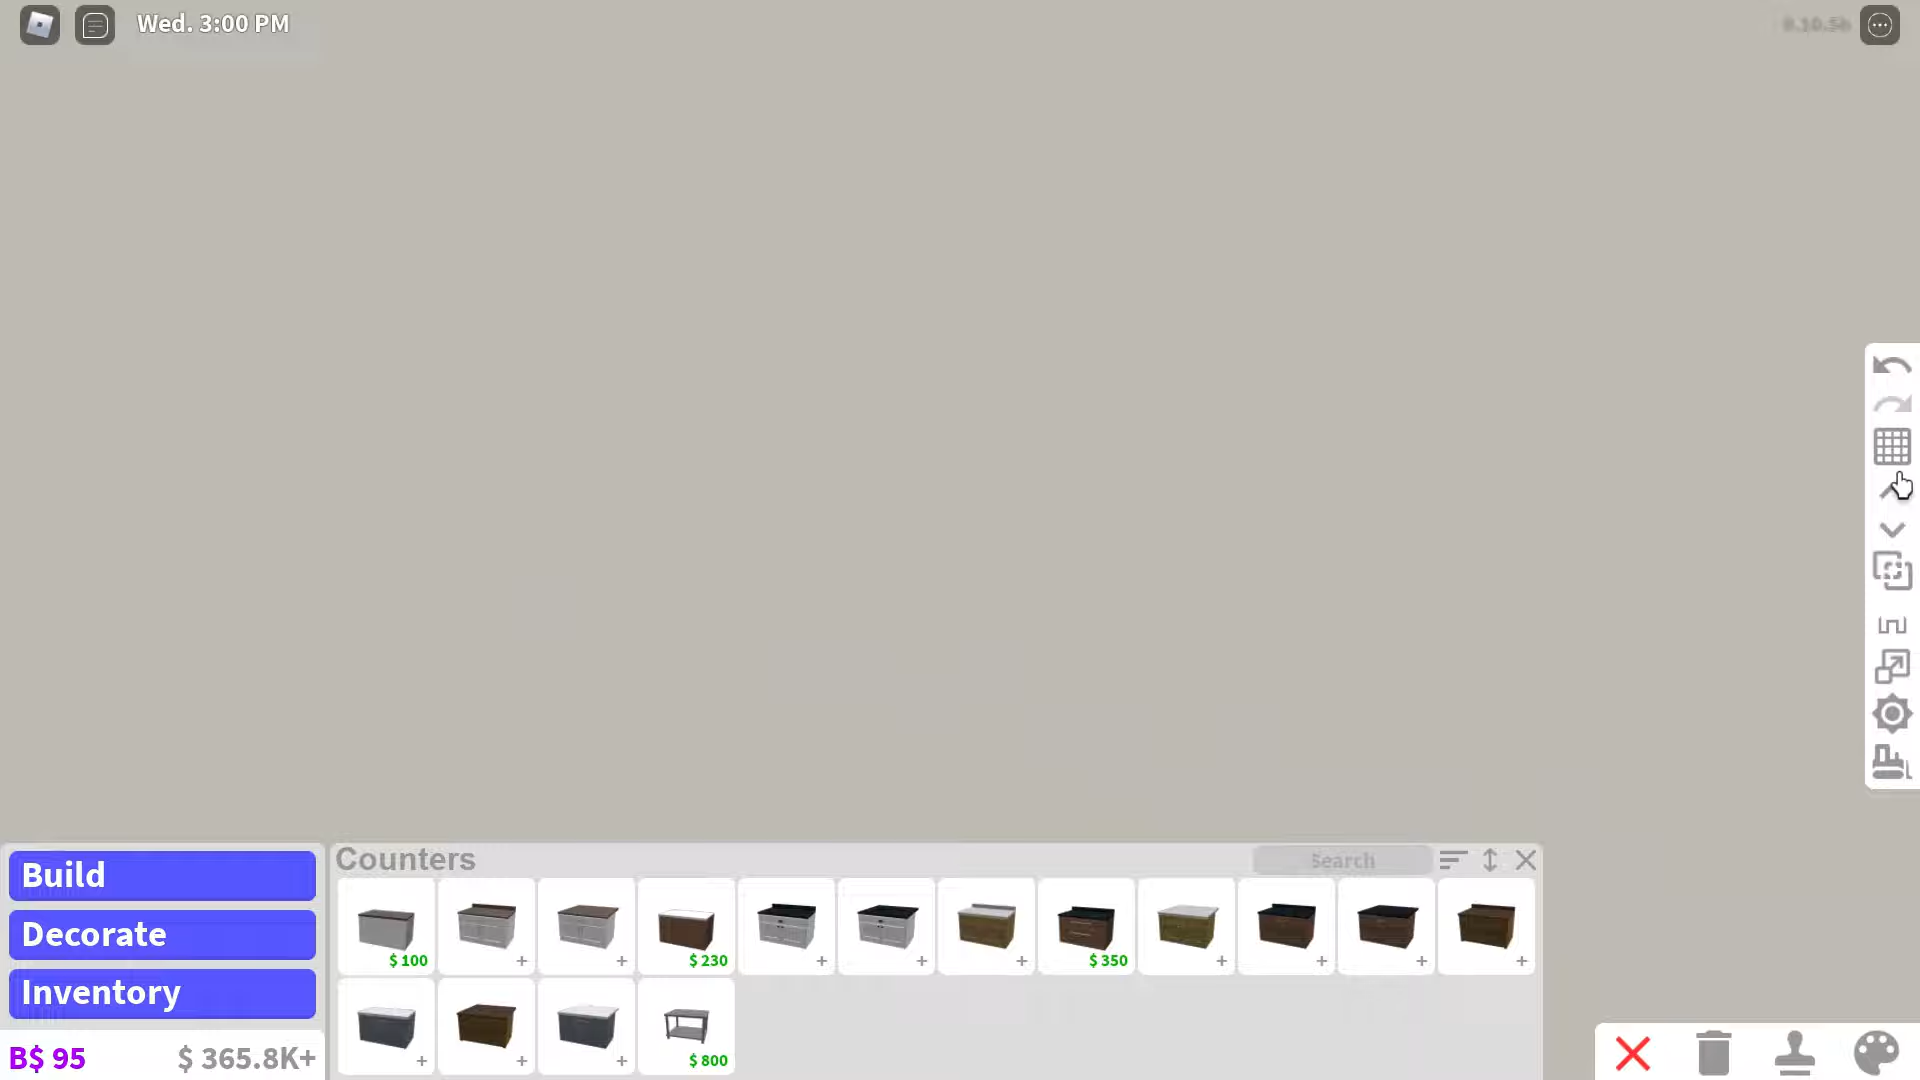 Wed. 3:00 PM
Build
Decorate
Inventory
B$ 95
$ 365.8K+
Counters
Search
$ 100
+
+
$ 230
+
+
+
$ 350
+
+
+
+
+
+
+
$ 800